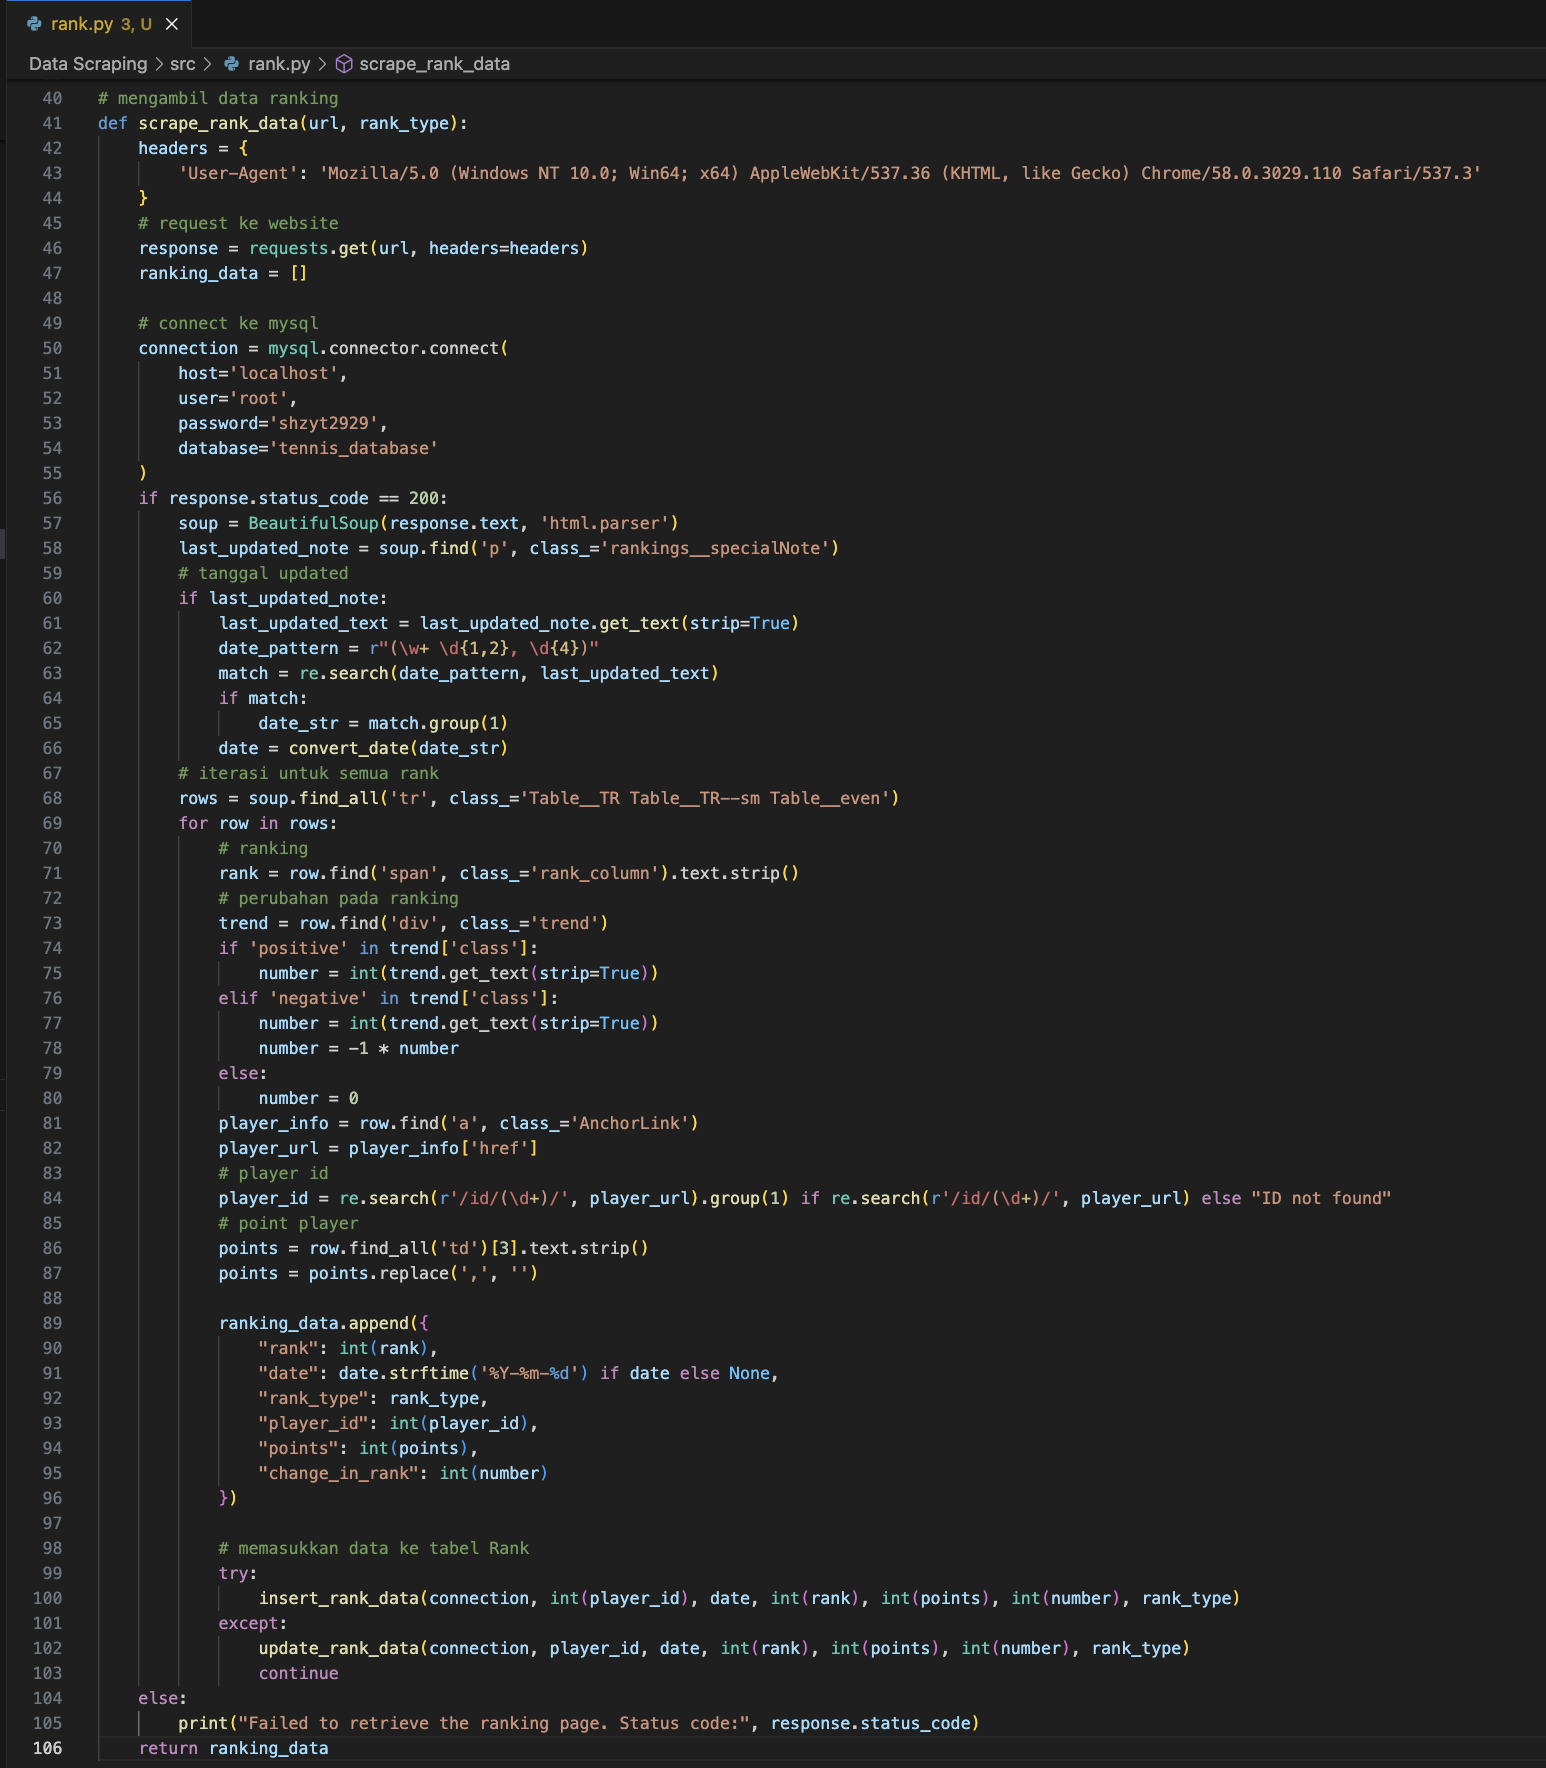 rank.py 3, U
Data Scraping > src > rank.py > scrape_rank_data
40 # mengambil data ranking
41 def scrape_rank_data(url, rank_type):
42     headers = {
43         'User-Agent': 'Mozilla/5.0 (Windows NT 10.0; Win64; x64) AppleWebKit/537.36 (KHTML, like Gecko) Chrome/58.0.3029.110 Safari/537.3'
44     }
45     # request ke website
46     response = requests.get(url, headers=headers)
47     ranking_data = []
48
49     # connect ke mysql
50     connection = mysql.connector.connect(
51         host='localhost',
52         user='root',
53         password='shzyt2929',
54         database='tennis_database'
55     )
56     if response.status_code == 200:
57         soup = BeautifulSoup(response.text, 'html.parser')
58         last_updated_note = soup.find('p', class_='rankings__specialNote')
59         # tanggal updated
60         if last_updated_note:
61             last_updated_text = last_updated_note.get_text(strip=True)
62             date_pattern = r"(\w+ \d{1,2}, \d{4})"
63             match = re.search(date_pattern, last_updated_text)
64             if match:
65                 date_str = match.group(1)
66             date = convert_date(date_str)
67         # iterasi untuk semua rank
68         rows = soup.find_all('tr', class_='Table__TR Table__TR--sm Table__even')
69         for row in rows:
70             # ranking
71             rank = row.find('span', class_='rank_column').text.strip()
72             # perubahan pada ranking
73             trend = row.find('div', class_='trend')
74             if 'positive' in trend['class']:
75                 number = int(trend.get_text(strip=True))
76             elif 'negative' in trend['class']:
77                 number = int(trend.get_text(strip=True))
78                 number = -1 * number
79             else:
80                 number = 0
81             player_info = row.find('a', class_='AnchorLink')
82             player_url = player_info['href']
83             # player id
84             player_id = re.search(r'/id/(\d+)/', player_url).group(1) if re.search(r'/id/(\d+)/', player_url) else "ID not found"
85             # point player
86             points = row.find_all('td')[3].text.strip()
87             points = points.replace(',', '')
88
89             ranking_data.append({
90                 "rank": int(rank),
91                 "date": date.strftime('%Y-%m-%d') if date else None,
92                 "rank_type": rank_type,
93                 "player_id": int(player_id),
94                 "points": int(points),
95                 "change_in_rank": int(number)
96             })
97
98             # memasukkan data ke tabel Rank
99             try:
100                 insert_rank_data(connection, int(player_id), date, int(rank), int(points), int(number), rank_type)
101             except:
102                 update_rank_data(connection, player_id, date, int(rank), int(points), int(number), rank_type)
103                 continue
104     else:
105         print("Failed to retrieve the ranking page. Status code:", response.status_code)
106     return ranking_data